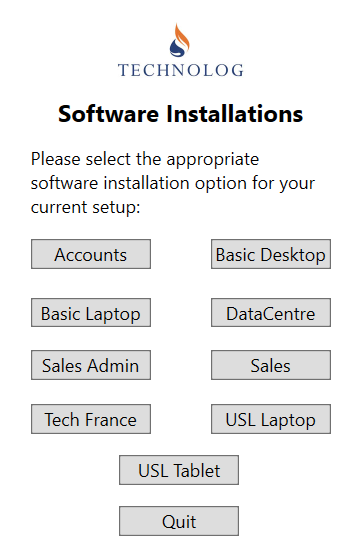 TECHNOLOG
Software Installations
Please select the appropriate
software installation option for your
current setup:
Accounts
Basic Desktop
Basic Laptop
DataCentre
Sales Admin
Sales
Tech France
USL Laptop
USL Tablet
Quit